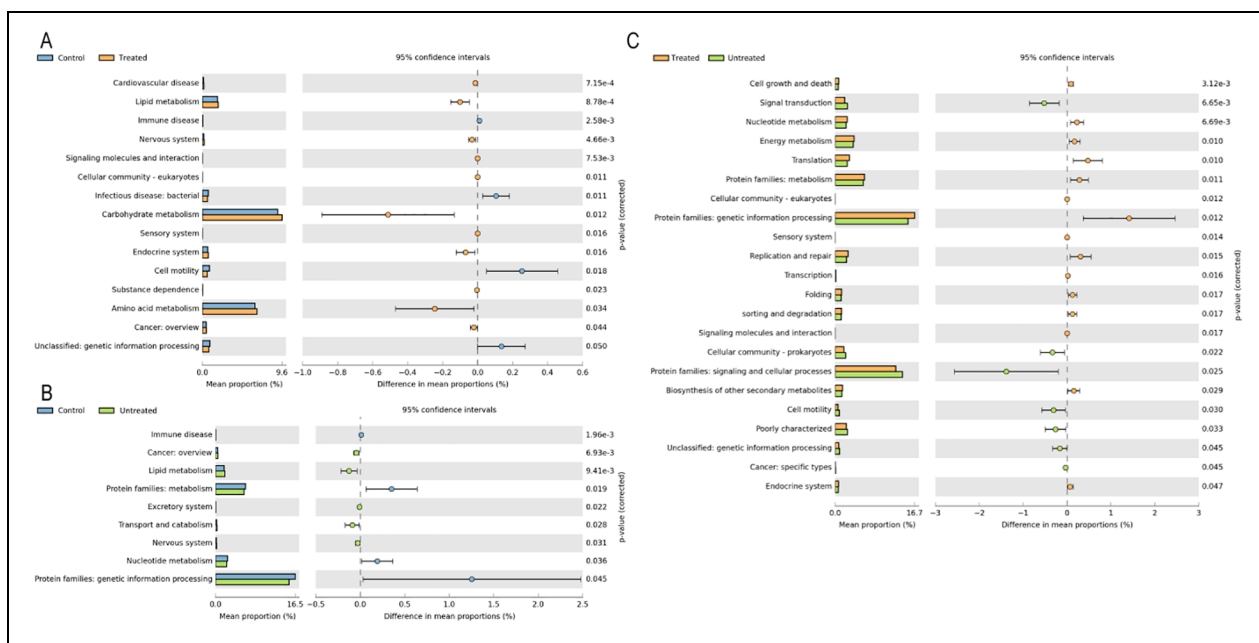 A
Control Treated 95% confidence intervals
Cardiovascular disease 7.15e-4
Lipid metabolism 8.78e-4
Immune disease 2.58e-3
Nervous system 4.66e-3
Signaling molecules and interaction 7.53e-3
Cellular community - eukaryotes 0.011
Infectious disease: bacterial 0.011
Carbohydrate metabolism 0.012
Sensory system 0.016
Endocrine system 0.016
Cell motility 0.018
Substance dependence 0.023
Amino acid metabolism 0.034
Cancer: overview 0.044
Unclassified: genetic information processing 0.050
p-value (corrected)
0.0 9.6 −1.0 −0.8 −0.6 −0.4 −0.2 0.0 0.2 0.4 0.6
Mean proportion (%) Difference in mean proportions (%)
B
Control Untreated 95% confidence intervals
Immune disease 1.96e-3
Cancer: overview 6.93e-3
Lipid metabolism 9.41e-3
Protein families: metabolism 0.019
Excretory system 0.022
Transport and catabolism 0.028
Nervous system 0.031
Nucleotide metabolism 0.036
Protein families: genetic information processing 0.045
p-value (corrected)
0.0 16.5 −0.5 0.0 0.5 1.0 1.5 2.0 2.5
Mean proportion (%) Difference in mean proportions (%)
C
Treated Untreated 95% confidence intervals
Cell growth and death 3.12e-3
Signal transduction 6.65e-3
Nucleotide metabolism 6.69e-3
Energy metabolism 0.010
Translation 0.010
Protein families: metabolism 0.011
Cellular community - eukaryotes 0.012
Protein families: genetic information processing 0.012
Sensory system 0.014
Replication and repair 0.015
Transcription 0.016
Folding 0.017
sorting and degradation 0.017
Signaling molecules and interaction 0.017
Cellular community - prokaryotes 0.022
Protein families: signaling and cellular processes 0.025
Biosynthesis of other secondary metabolites 0.029
Cell motility 0.030
Poorly characterized 0.033
Unclassified: genetic information processing 0.045
Cancer: specific types 0.045
Endocrine system 0.047
p-value (corrected)
0.0 16.7 −3 −2 −1 0 1 2 3
Mean proportion (%) Difference in mean proportions (%)